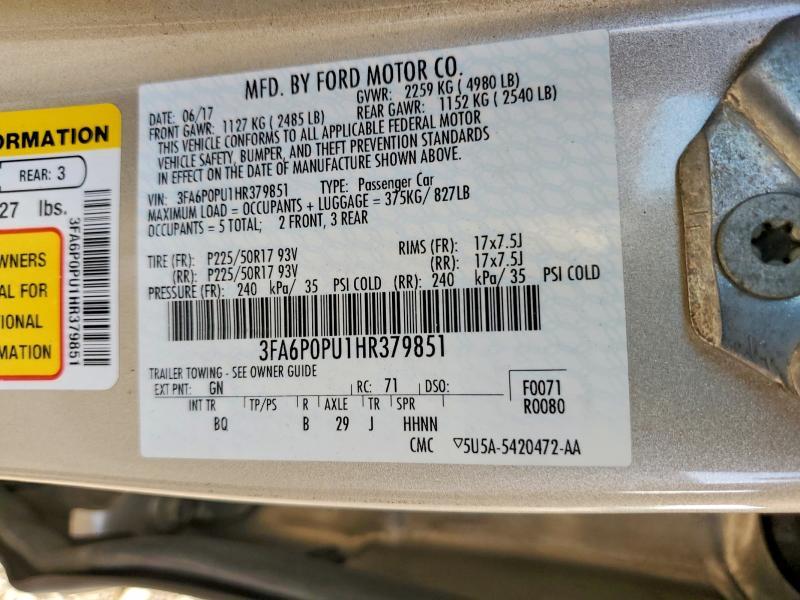 MFD. BY FORD MOTOR CO.
DATE: 06/17 GVWR: 2259 KG ( 4980 LB)
FRONT GAWR: 1127 KG ( 2485 LB) REAR GAWR: 1152 KG ( 2540 LB)
THIS VEHICLE CONFORMS TO ALL APPLICABLE FEDERAL MOTOR
VEHICLE SAFETY, BUMPER, AND THEFT PREVENTION STANDARDS
IN EFFECT ON THE DATE OF MANUFACTURE SHOWN ABOVE.
VIN: 3FA6P0PU1HR379851 TYPE: Passenger Car
MAXIMUM LOAD = OCCUPANTS + LUGGAGE = 375KG/ 827LB
OCCUPANTS = 5 TOTAL; 2 FRONT, 3 REAR
TIRE (FR): P225/50R17 93V RIMS (FR): 17x7.5J
(RR): P225/50R17 93V (RR): 17x7.5J
PRESSURE (FR): 240 kPa/ 35 PSI COLD (RR): 240 kPa/ 35 PSI COLD
3FA6P0PU1HR379851
TRAILER TOWING - SEE OWNER GUIDE
EXT PNT: GN RC: 71 DSO: F0071
INT TR TP/PS R AXLE TR SPR R0080
BQ B 29 J HHNN
CMC ▽5U5A-5420472-AA
ORMATION
REAR: 3
27 lbs.
WNERS
AL FOR
TIONAL
MATION
3FA6P0PU1HR379851